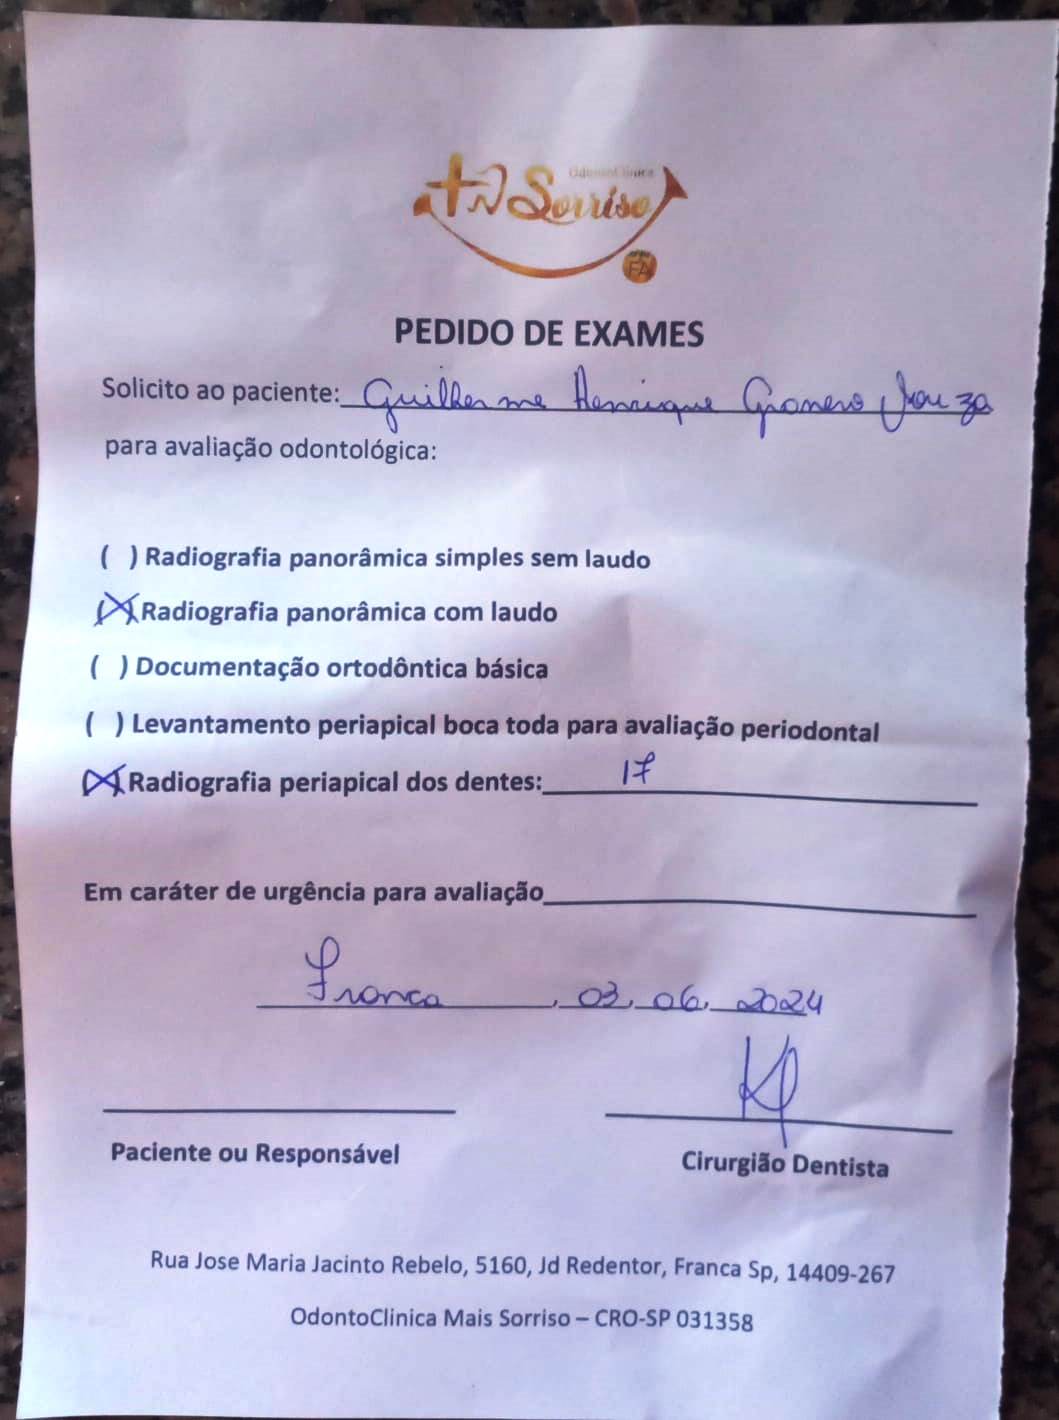 OdontoClinica
+ Sorriso
FA
PEDIDO DE EXAMES
Solicito ao paciente: Guilherme Henrique Granero Souza
para avaliação odontológica:
( ) Radiografia panorâmica simples sem laudo
(X) Radiografia panorâmica com laudo
( ) Documentação ortodôntica básica
( ) Levantamento periapical boca toda para avaliação periodontal
(X) Radiografia periapical dos dentes: 17
Em caráter de urgência para avaliação
Franca, 03, 06, 2024
Paciente ou Responsável
Cirurgião Dentista
Rua Jose Maria Jacinto Rebelo, 5160, Jd Redentor, Franca Sp, 14409-267
OdontoClinica Mais Sorriso – CRO-SP 031358